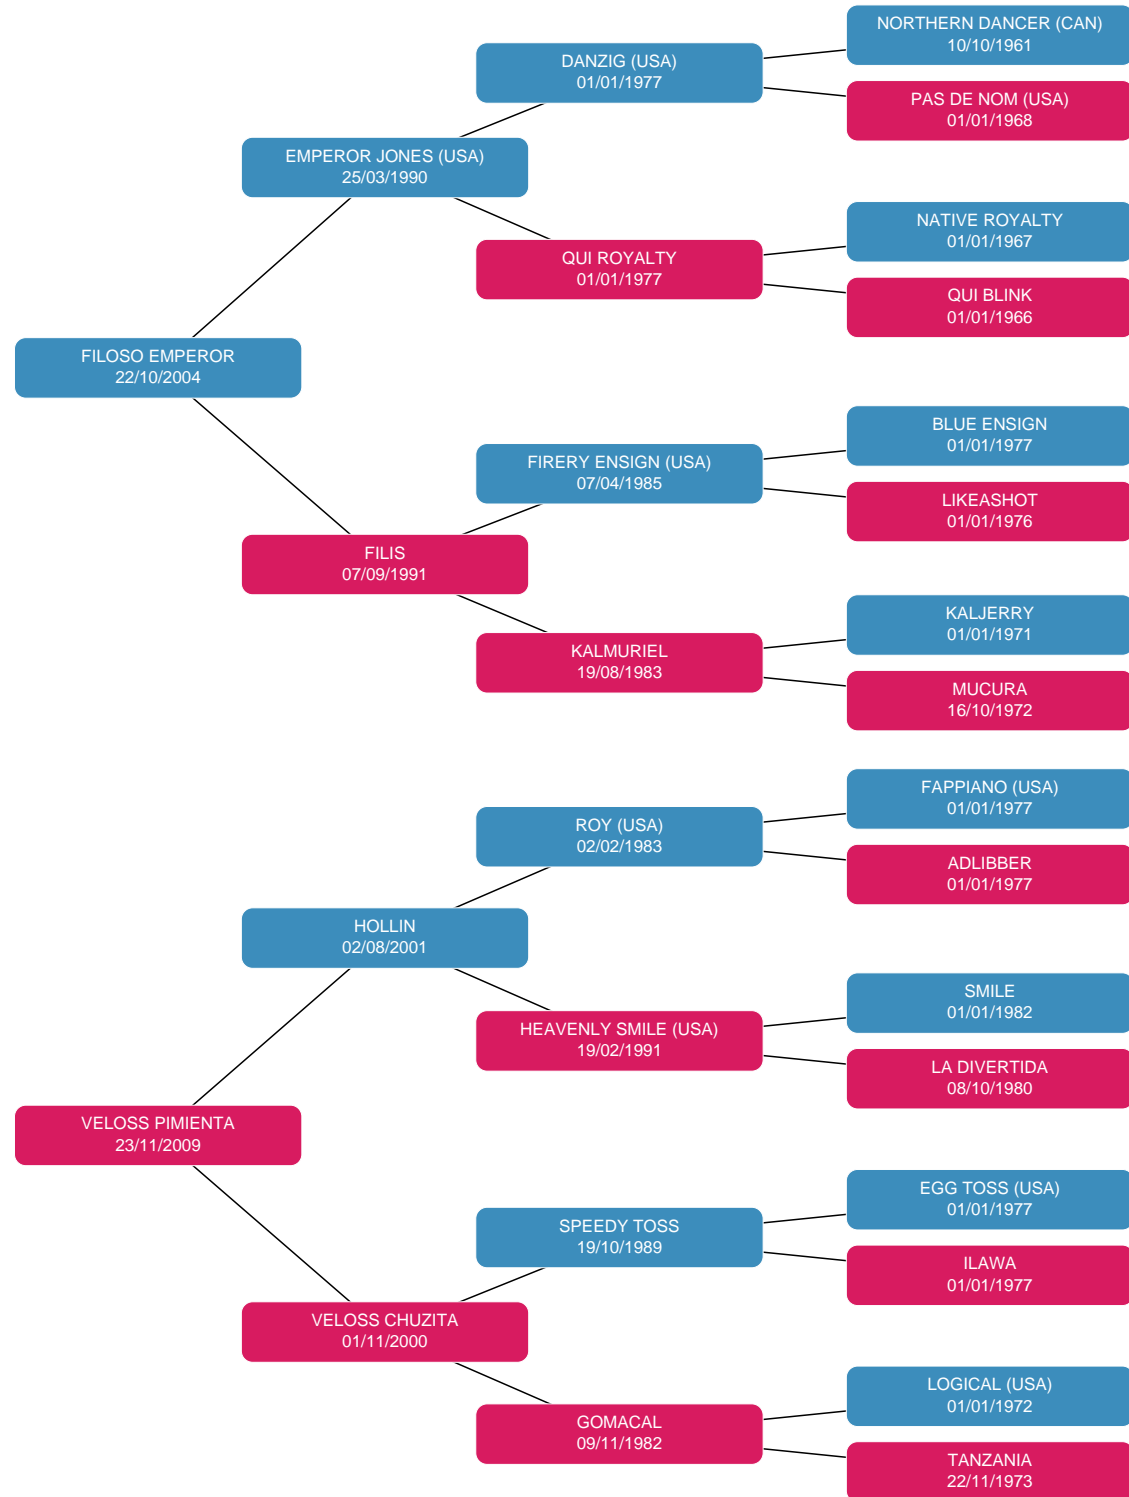 NORTHERN DANCER (CAN)
10/10/1961
DANZIG (USA)
01/01/1977
PAS DE NOM (USA)
01/01/1968
EMPEROR JONES (USA)
25/03/1990
NATIVE ROYALTY
01/01/1967
QUI ROYALTY
01/01/1977
QUI BLINK
01/01/1966
FILOSO EMPEROR
22/10/2004
BLUE ENSIGN
01/01/1977
FIRERY ENSIGN (USA)
07/04/1985
LIKEASHOT
01/01/1976
FILIS
07/09/1991
KALJERRY
01/01/1971
KALMURIEL
19/08/1983
MUCURA
16/10/1972
FAPPIANO (USA)
01/01/1977
ROY (USA)
02/02/1983
ADLIBBER
01/01/1977
HOLLIN
02/08/2001
SMILE
01/01/1982
HEAVENLY SMILE (USA)
19/02/1991
LA DIVERTIDA
08/10/1980
VELOSS PIMIENTA
23/11/2009
EGG TOSS (USA)
01/01/1977
SPEEDY TOSS
19/10/1989
ILAWA
01/01/1977
VELOSS CHUZITA
01/11/2000
LOGICAL (USA)
01/01/1972
GOMACAL
09/11/1982
TANZANIA
22/11/1973